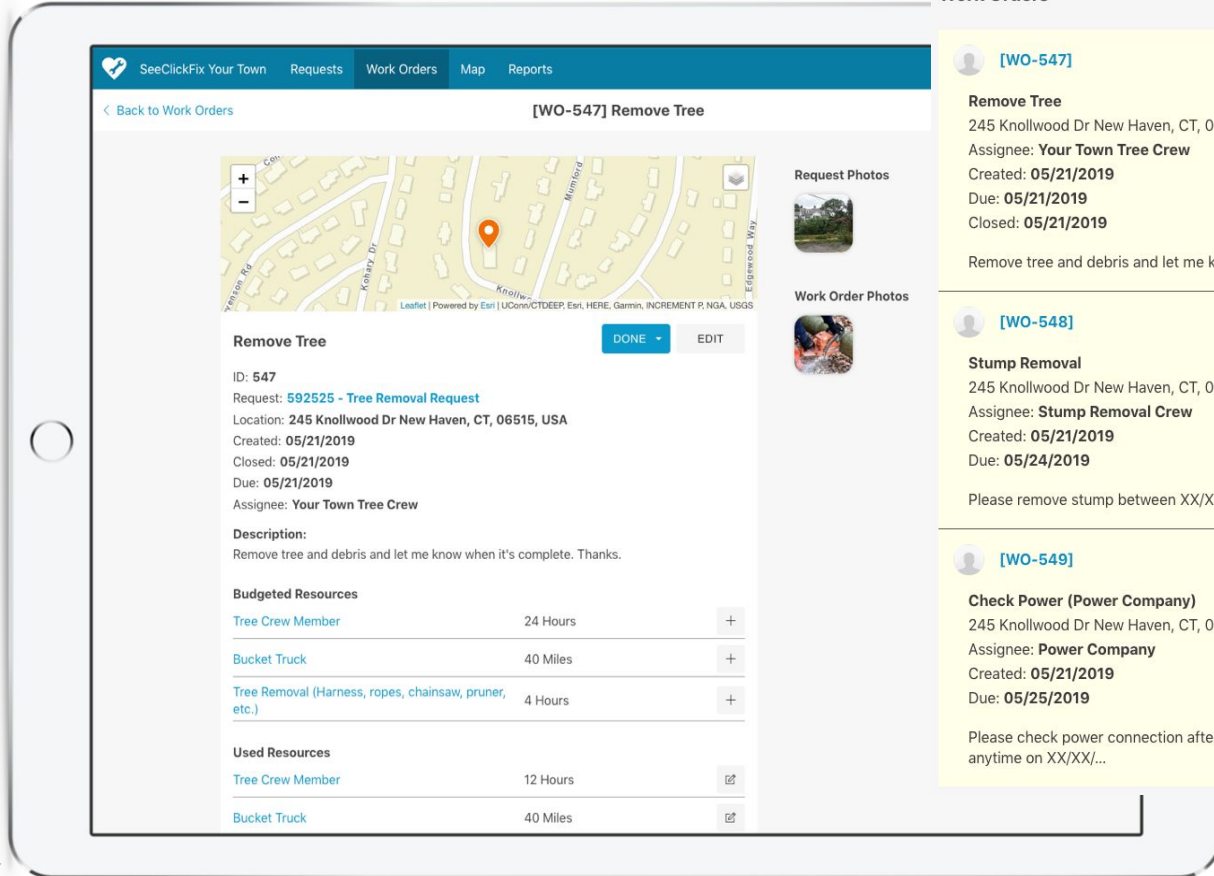 SeeClickFix Your Town Requests Work Orders Map Reports
Back to Work Orders
[WO-547] Remove Tree
+
−
Mumford
Kohary Dr
Edgewood Way
Leaflet | Powered by Esri | UConn/CTDEEP, Esri, HERE, Garmin, INCREMENT P, NGA, USGS
Remove Tree
DONE EDIT
ID: 547
Request: 592525 - Tree Removal Request
Location: 245 Knollwood Dr New Haven, CT, 06515, USA
Created: 05/21/2019
Closed: 05/21/2019
Due: 05/21/2019
Assignee: Your Town Tree Crew
Description:
Remove tree and debris and let me know when it's complete. Thanks.
Budgeted Resources
Tree Crew Member 24 Hours +
Bucket Truck 40 Miles +
Tree Removal (Harness, ropes, chainsaw, pruner,
etc.) 4 Hours +
Used Resources
Tree Crew Member 12 Hours
Bucket Truck 40 Miles
Request Photos
Work Order Photos
[WO-547]
Remove Tree
245 Knollwood Dr New Haven, CT, 0
Assignee: Your Town Tree Crew
Created: 05/21/2019
Due: 05/21/2019
Closed: 05/21/2019
Remove tree and debris and let me k
[WO-548]
Stump Removal
245 Knollwood Dr New Haven, CT, 0
Assignee: Stump Removal Crew
Created: 05/21/2019
Due: 05/24/2019
Please remove stump between XX/X
[WO-549]
Check Power (Power Company)
245 Knollwood Dr New Haven, CT, 0
Assignee: Power Company
Created: 05/21/2019
Due: 05/25/2019
Please check power connection afte
anytime on XX/XX/...